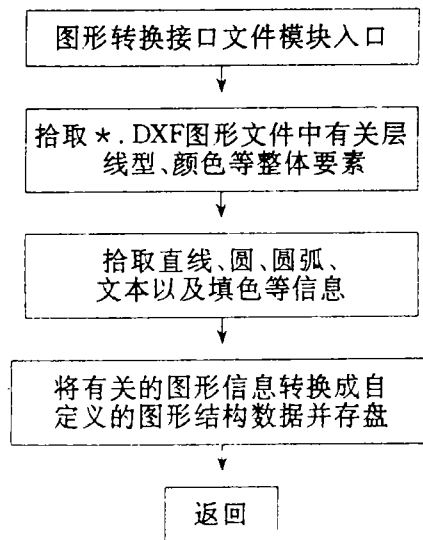 图形转换接口文件模块入口
拾取*.DXF图形文件中有关层
线型、颜色等整体要素
拾取直线、圆、圆弧、
文本以及填色等信息
将有关的图形信息转换成自
定义的图形结构数据并存盘
返回